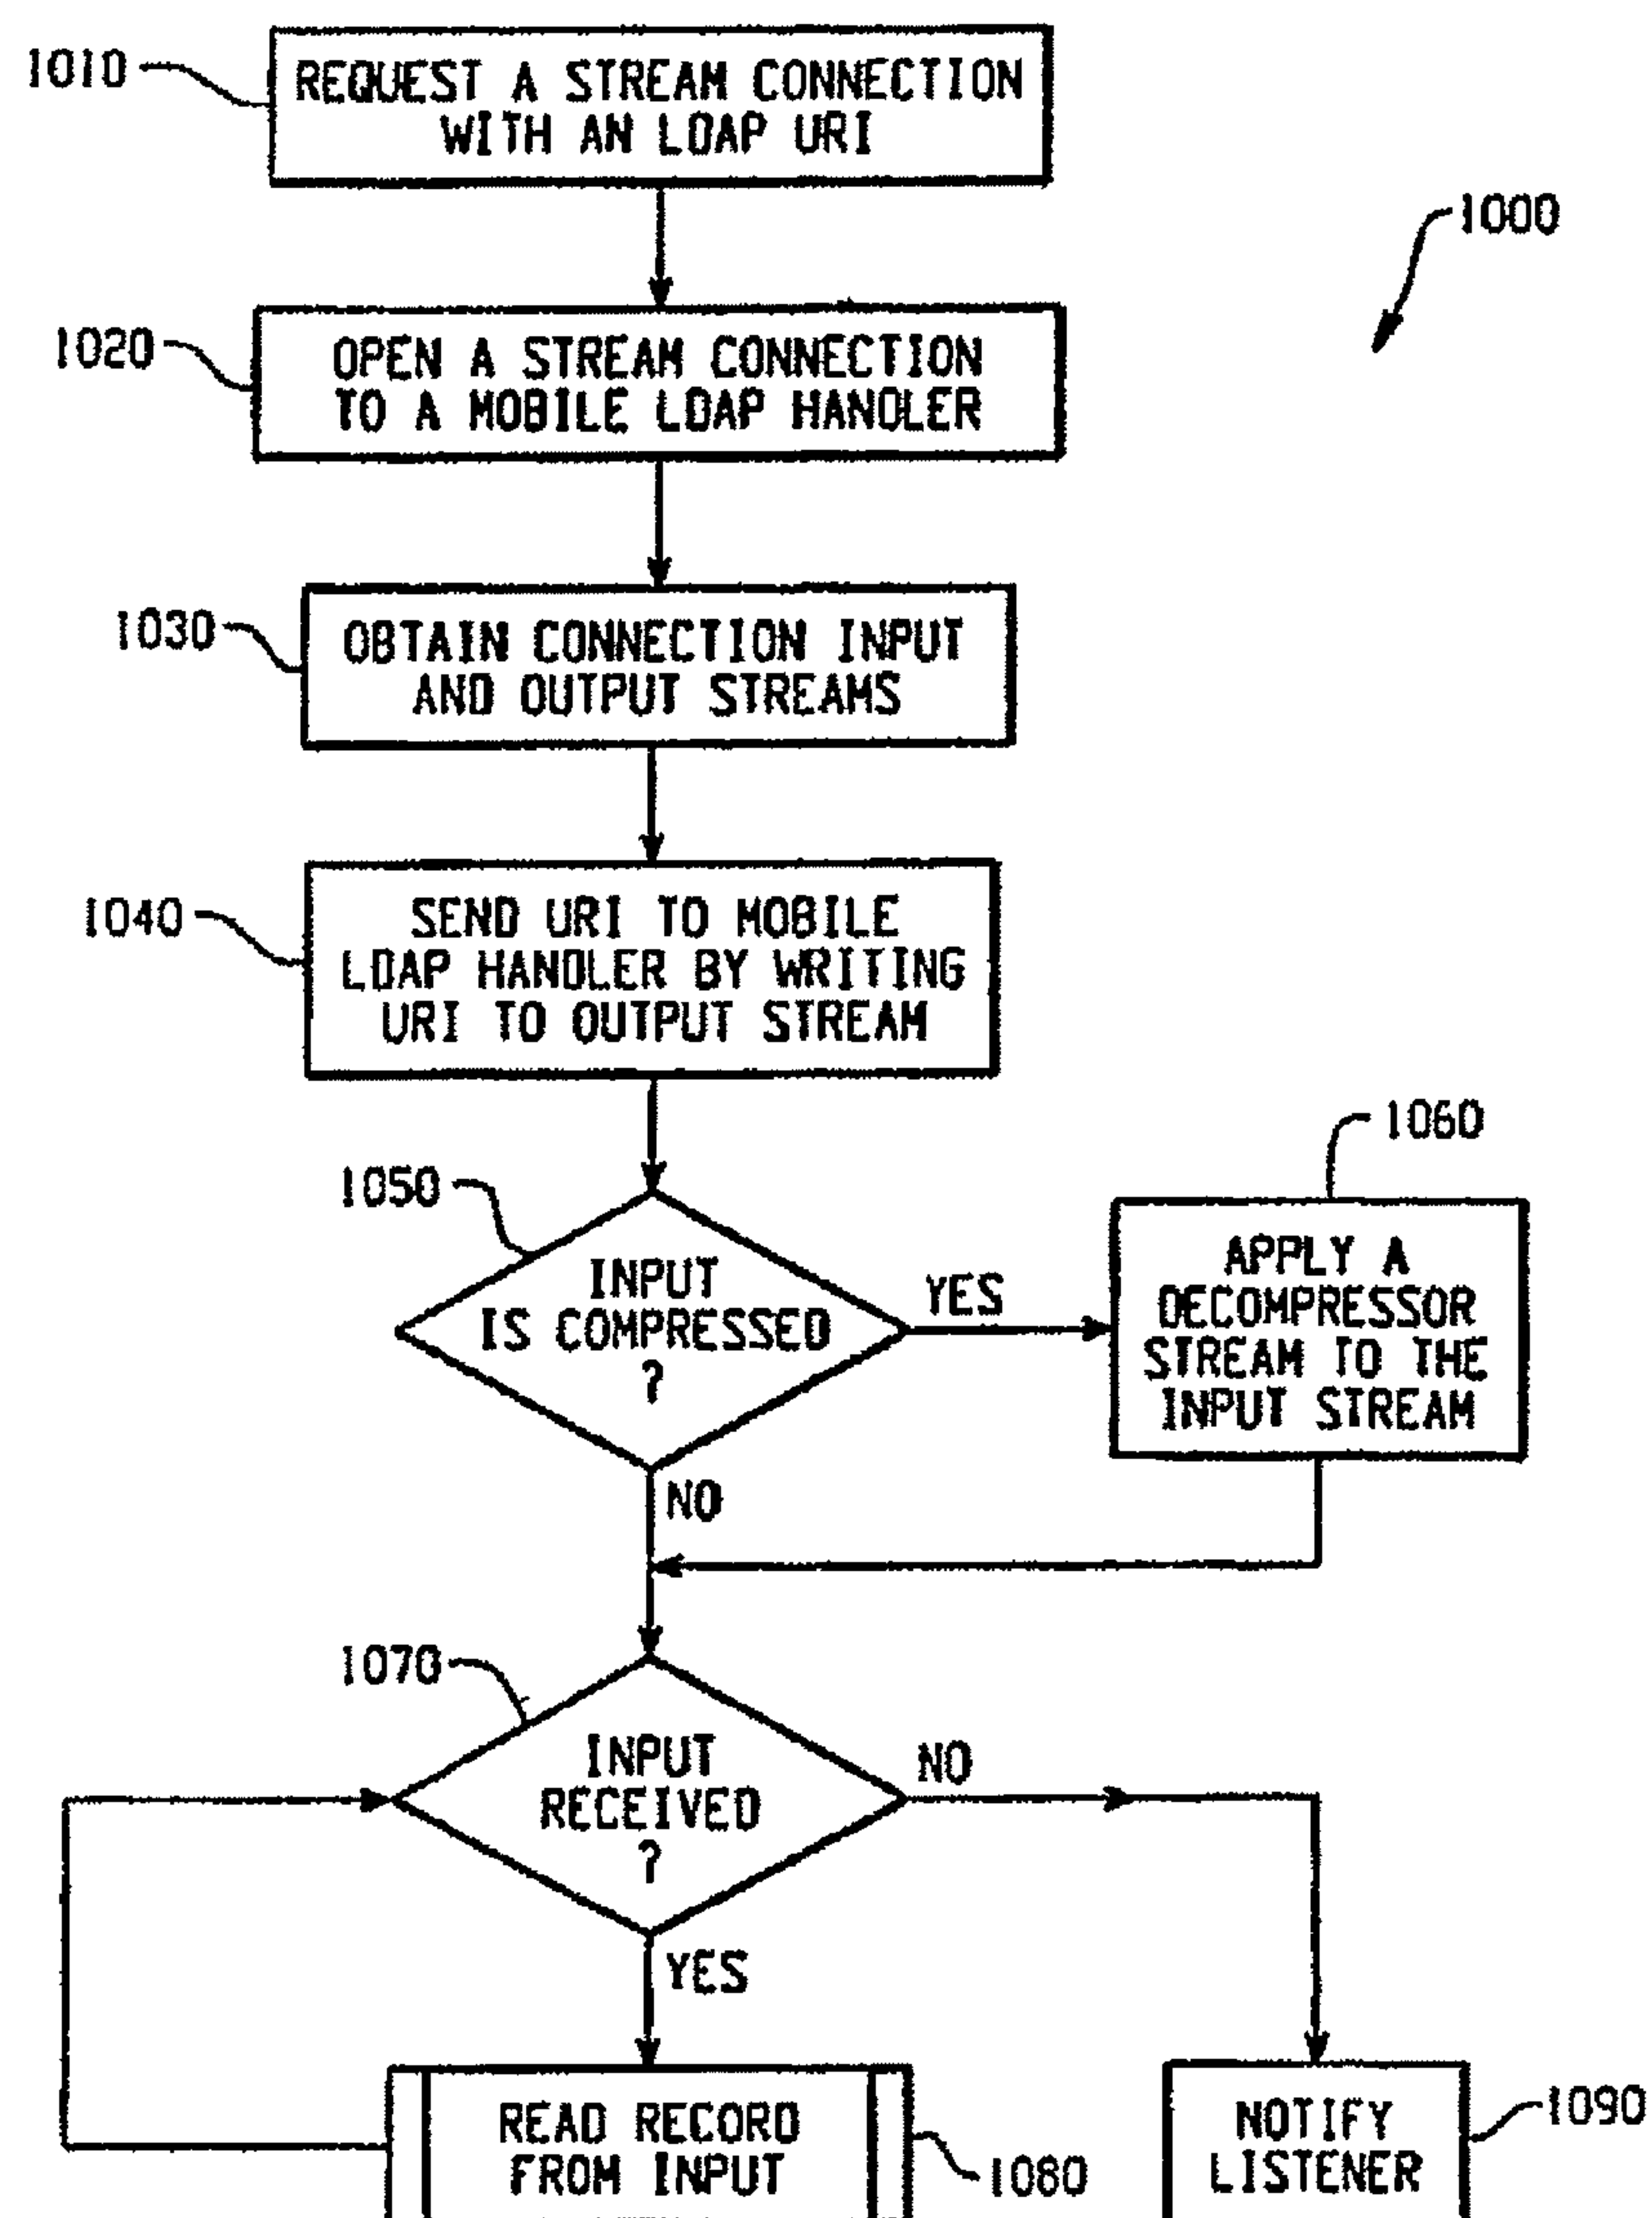 1010
REQUEST A STREAM CONNECTION
WITH AN LDAP URI
1000
1020
OPEN A STREAM CONNECTION
TO A MOBILE LDAP HANDLER
1030
OBTAIN CONNECTION INPUT
AND OUTPUT STREAMS
1040
SEND URI TO MOBILE
LDAP HANDLER BY WRITING
URI TO OUTPUT STREAM
1050
INPUT
IS COMPRESSED
?
YES
NO
1060
APPLY A
DECOMPRESSOR
STREAM TO THE
INPUT STREAM
1070
INPUT
RECEIVED
?
NO
YES
READ RECORD
FROM INPUT
1080
NOTIFY
LISTENER
1090